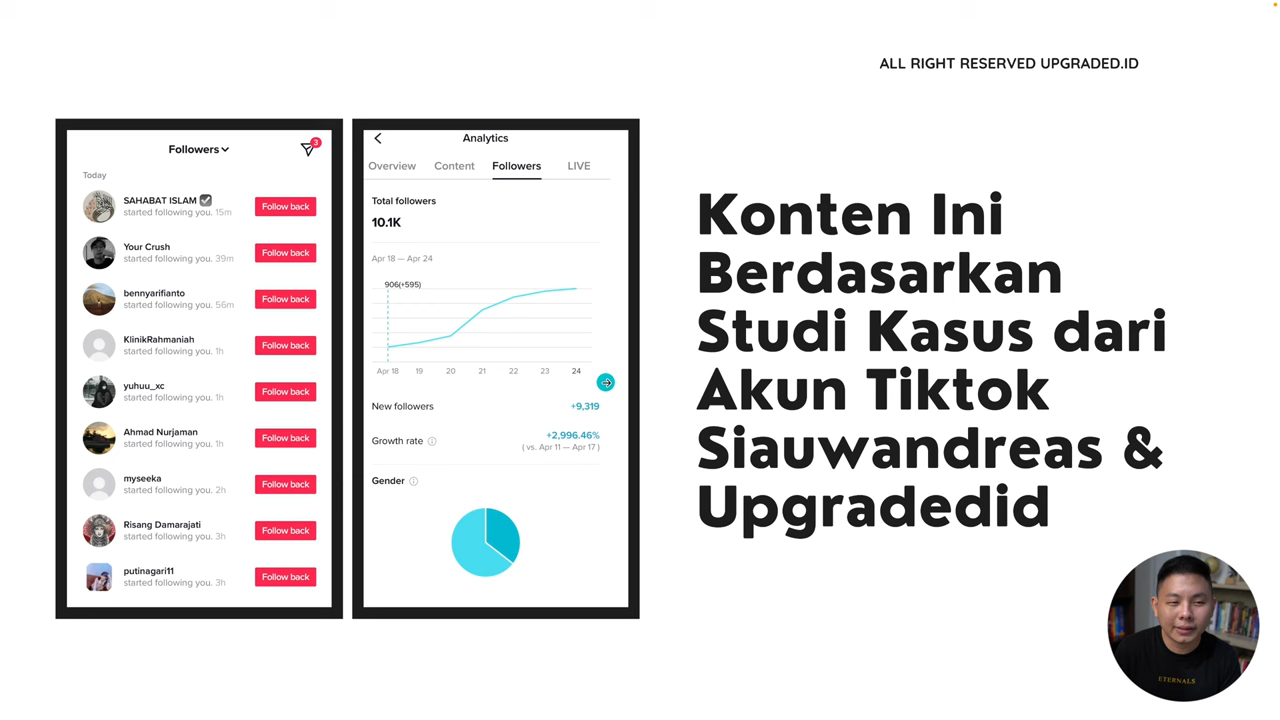 ALL RIGHT RESERVED UPGRADED.ID
Followers
3
Today
SAHABAT ISLAM
started following you. 15m
Follow back
Your Crush
started following you. 39m
Follow back
bennyarifianto
started following you. 56m
Follow back
KlinikRahmaniah
started following you. 1h
Follow back
yuhuu_xc
started following you. 1h
Follow back
Ahmad Nurjaman
started following you. 1h
Follow back
myseeka
started following you. 2h
Follow back
Risang Damarajati
started following you. 3h
Follow back
putinagari11
started following you. 3h
Follow back
Analytics
Overview Content Followers LIVE
Total followers
10.1K
Apr 18 — Apr 24
906(+595)
Apr 18 19 20 21 22 23 24
New followers +9,319
Growth rate +2,996.46%
( vs. Apr 11 — Apr 17 )
Gender
Konten Ini
Berdasarkan
Studi Kasus dari
Akun Tiktok
Siauwandreas &
Upgradedid
ETERNALS